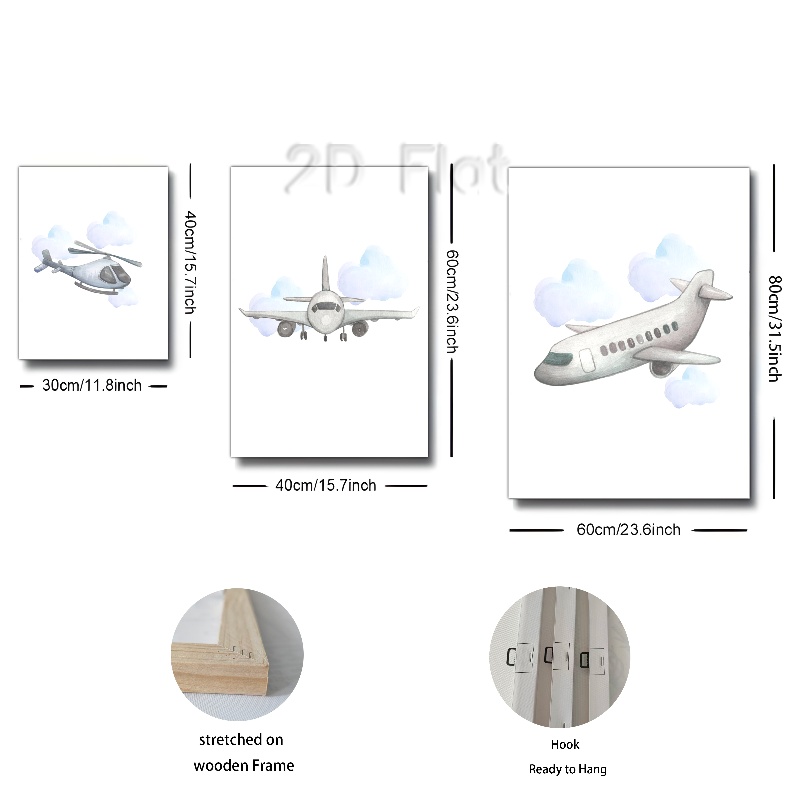 2D Flat
40cm/15.7inch
30cm/11.8inch
60cm/23.6inch
40cm/15.7inch
80cm/31.5inch
60cm/23.6inch
stretched on
wooden Frame
Hook
Ready to Hang